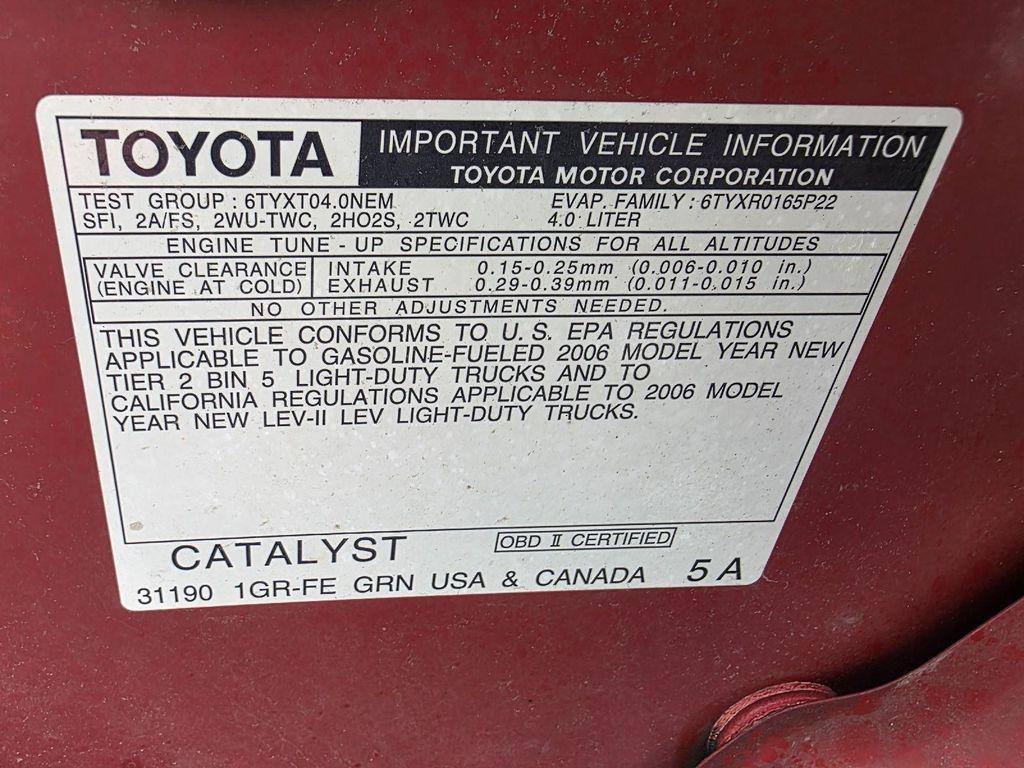 TOYOTA IMPORTANT VEHICLE INFORMATION
TOYOTA MOTOR CORPORATION
TEST GROUP : 6TYXT04.0NEM EVAP. FAMILY : 6TYXR0165P22
SFI, 2A/FS, 2WU-TWC, 2HO2S, 2TWC 4.0 LITER
ENGINE TUNE - UP SPECIFICATIONS FOR ALL ALTITUDES
VALVE CLEARANCE INTAKE 0.15-0.25mm (0.006-0.010 in.)
(ENGINE AT COLD) EXHAUST 0.29-0.39mm (0.011-0.015 in.)
NO OTHER ADJUSTMENTS NEEDED.
THIS VEHICLE CONFORMS TO U.S. EPA REGULATIONS
APPLICABLE TO GASOLINE-FUELED 2006 MODEL YEAR NEW
TIER 2 BIN 5 LIGHT-DUTY TRUCKS AND TO
CALIFORNIA REGULATIONS APPLICABLE TO 2006 MODEL
YEAR NEW LEV-II LEV LIGHT-DUTY TRUCKS.
CATALYST OBD II CERTIFIED
31190 1GR-FE GRN USA & CANADA 5A